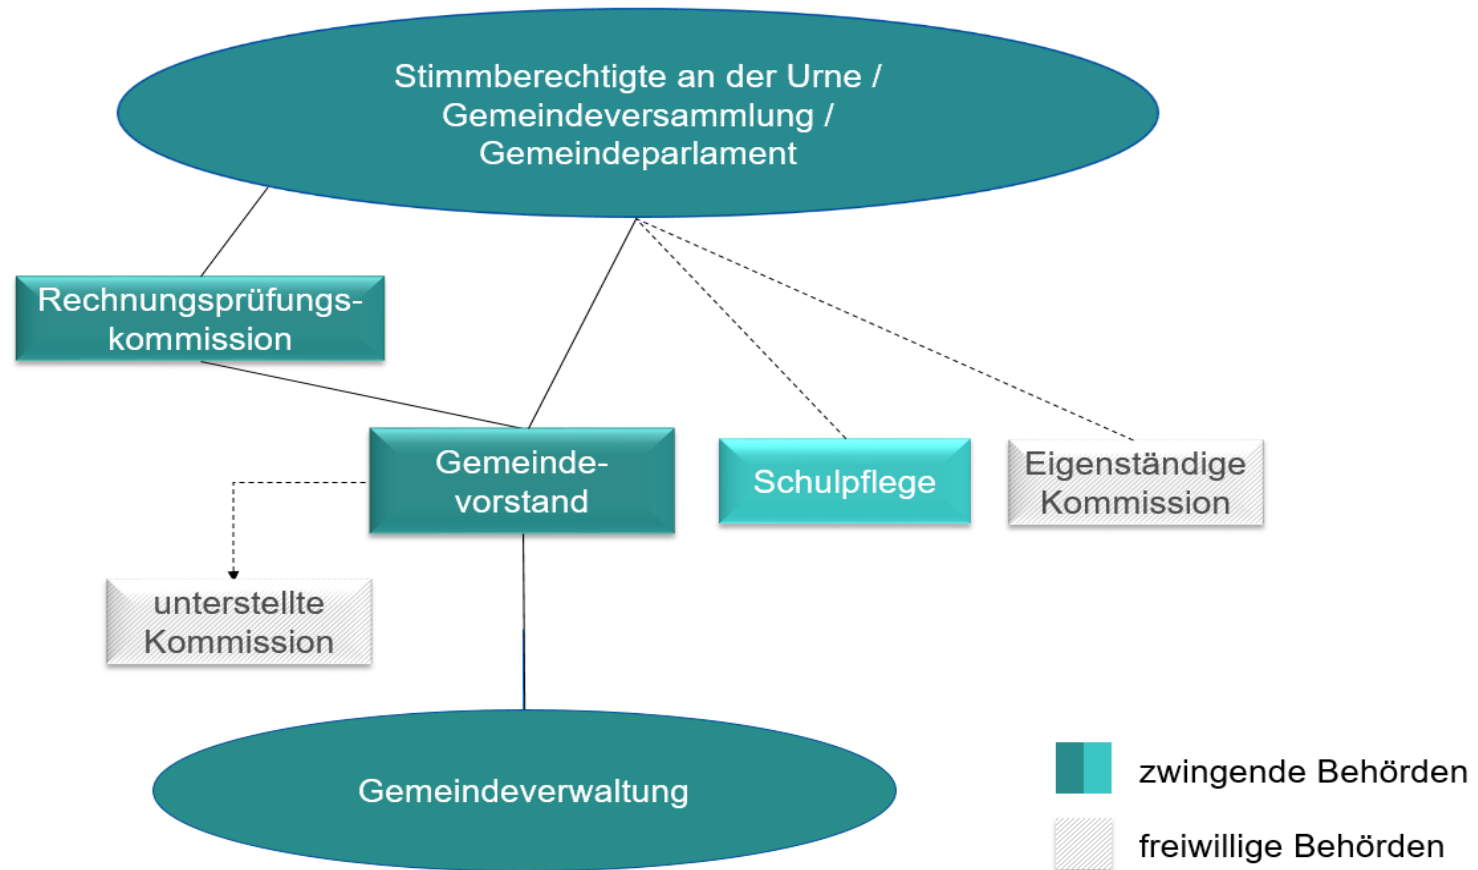 Stimmberechtigte an der Urne /
Gemeindeversammlung /
Gemeindeparlament
Rechnungsprüfungs-
kommission
Gemeinde-
vorstand
Schulpflege
Eigenständige
Kommission
unterstellte
Kommission
Gemeindeverwaltung
zwingende Behörden
freiwillige Behörden